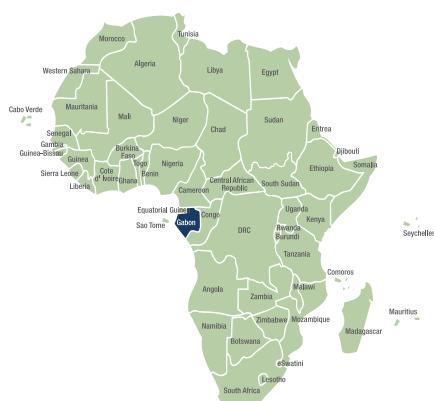 Tunisia
Morocco
Algeria
Libya
Egypt
Western Sahara
Cabo Verde
Mauritania
Mali
Niger
Chad
Sudan
Eritrea
Senegal
Gambia
Guinea-Bissau
Guinea
Burkina
Faso
Djibouti
Sierra Leone
Liberia
Cote
d' Ivoire
Ghana
Togo
Benin
Nigeria
Ethiopia
Somalia
Central African
Republic
South Sudan
Cameroon
Equatorial Guine
Sao Tome
Gabon
Congo
DRC
Uganda
Kenya
Rwanda
Burundi
Seychelles
Tanzania
Comoros
Angola
Zambia
Malawi
Mozambique
Mauritius
Madagascar
Namibia
Zimbabwe
Botswana
eSwatini
Lesotho
South Africa